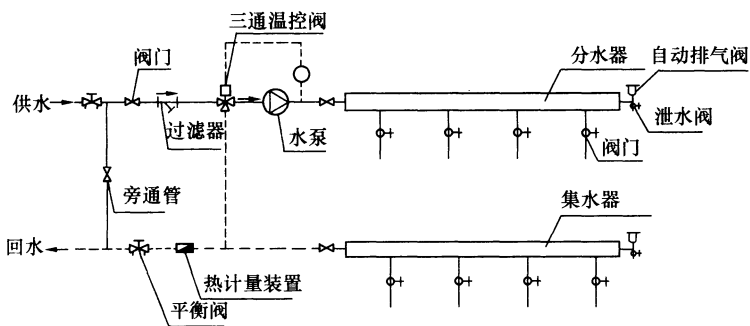 三通温控阀
阀门
分水器
自动排气阀
供水
过滤器
水泵
阀门
泄水阀
旁通管
集水器
回水
热计量装置
平衡阀